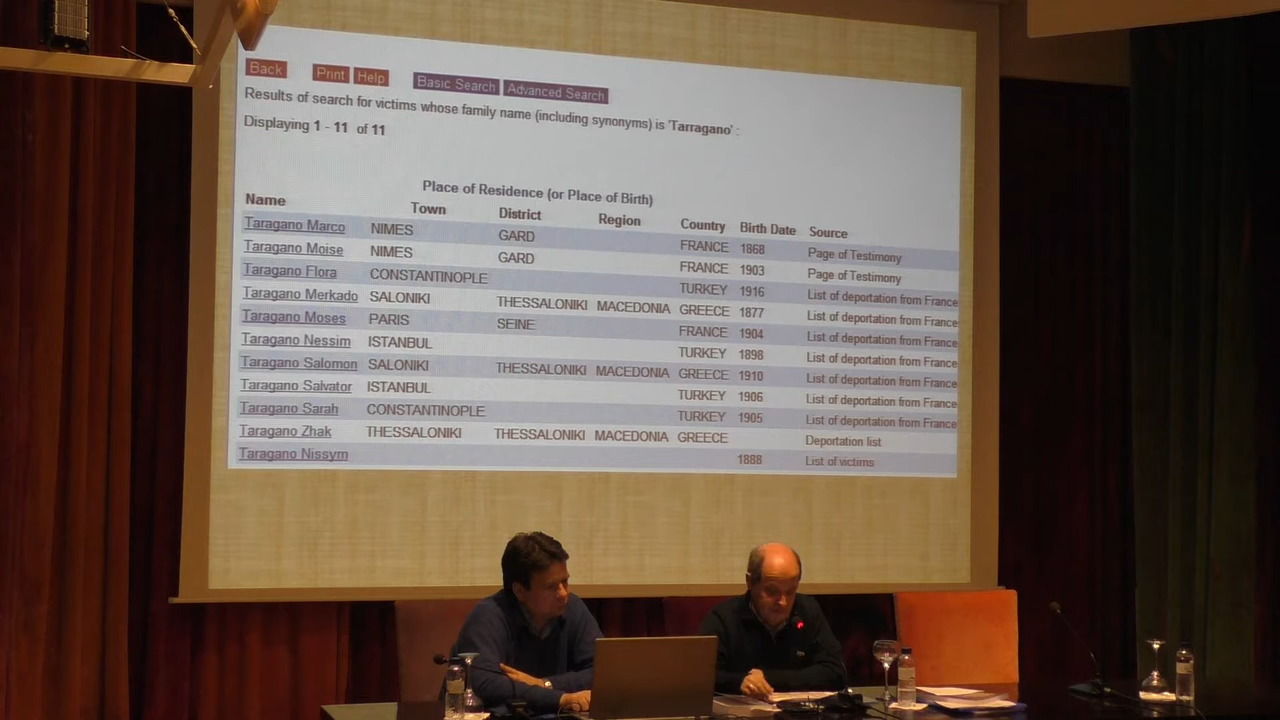 Back Print Help Basic Search Advanced Search
Results of search for victims whose family name (including synonyms) is 'Tarragano' :
Displaying 1 - 11 of 11
Place of Residence (or Place of Birth)
Name Town District Region Country Birth Date Source
Taragano Marco NIMES GARD FRANCE 1868 Page of Testimony
Taragano Moise NIMES GARD FRANCE 1903 Page of Testimony
Taragano Flora CONSTANTINOPLE TURKEY 1916 List of deportation from France
Taragano Merkado SALONIKI THESSALONIKI MACEDONIA GREECE 1877 List of deportation from France
Taragano Moses PARIS SEINE FRANCE 1904 List of deportation from France
Taragano Nessim ISTANBUL TURKEY 1898 List of deportation from France
Taragano Salomon SALONIKI THESSALONIKI MACEDONIA GREECE 1910 List of deportation from France
Taragano Salvator ISTANBUL TURKEY 1906 List of deportation from France
Taragano Sarah CONSTANTINOPLE TURKEY 1905 List of deportation from France
Taragano Zhak THESSALONIKI THESSALONIKI MACEDONIA GREECE Deportation list
Taragano Nissym 1888 List of victims